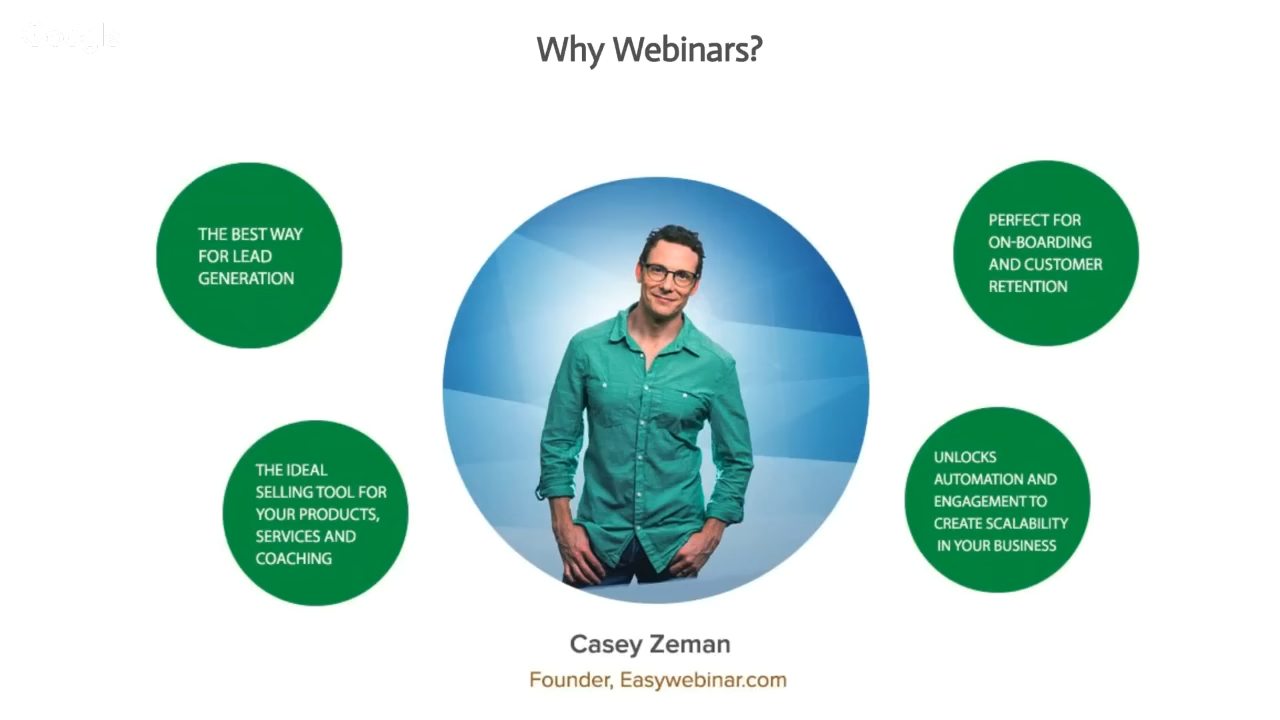 Google
Why Webinars?
THE BEST WAY
FOR LEAD
GENERATION
PERFECT FOR
ON-BOARDING
AND CUSTOMER
RETENTION
THE IDEAL
SELLING TOOL FOR
YOUR PRODUCTS,
SERVICES AND
COACHING
UNLOCKS
AUTOMATION AND
ENGAGEMENT TO
CREATE SCALABILITY
IN YOUR BUSINESS
Casey Zeman
Founder, Easywebinar.com